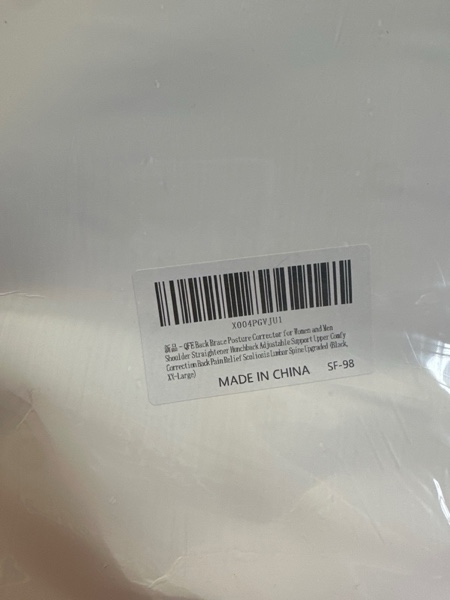 X004PGVJU1
新品 - QFE Back Brace Posture Corrector for Women and Men
Shoulder Straightener Hunchback Adjustable Support Upper Comfy
Correction Back Pain Relief Scoliosis Lumbar Spine Upgraded (Black,
XX-Large)
MADE IN CHINA SF-98